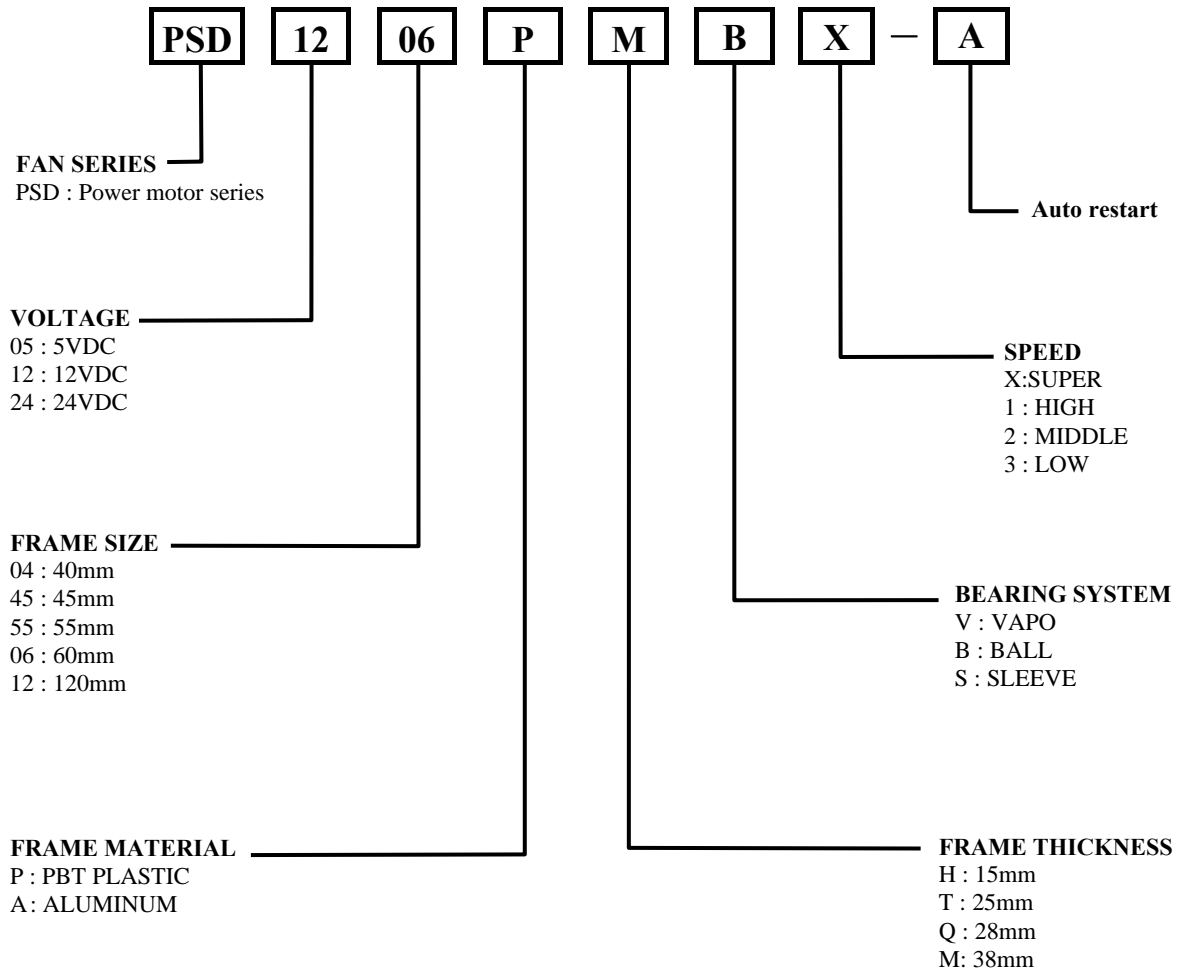 PSD 12 06 P M B X – A
FAN SERIES
PSD : Power motor series
Auto restart
VOLTAGE
05 : 5VDC
12 : 12VDC
24 : 24VDC
SPEED
X:SUPER
1 : HIGH
2 : MIDDLE
3 : LOW
FRAME SIZE
04 : 40mm
45 : 45mm
55 : 55mm
06 : 60mm
12 : 120mm
BEARING SYSTEM
V : VAPO
B : BALL
S : SLEEVE
FRAME MATERIAL
P : PBT PLASTIC
A : ALUMINUM
FRAME THICKNESS
H : 15mm
T : 25mm
Q : 28mm
M: 38mm